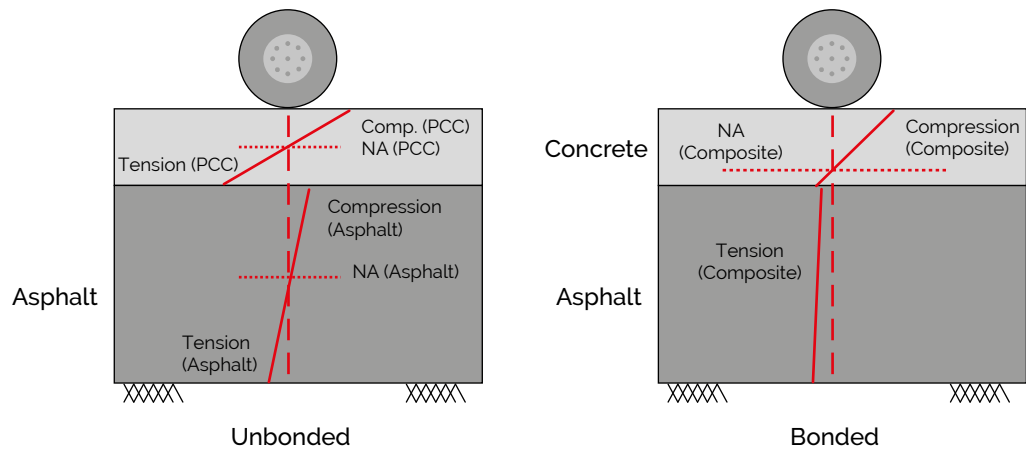 Comp. (PCC)
NA (PCC)
Tension (PCC)
Compression
(Asphalt)
NA (Asphalt)
Asphalt
Tension
(Asphalt)
Unbonded
NA
(Composite)
Compression
(Composite)
Concrete
Tension
(Composite)
Asphalt
Bonded